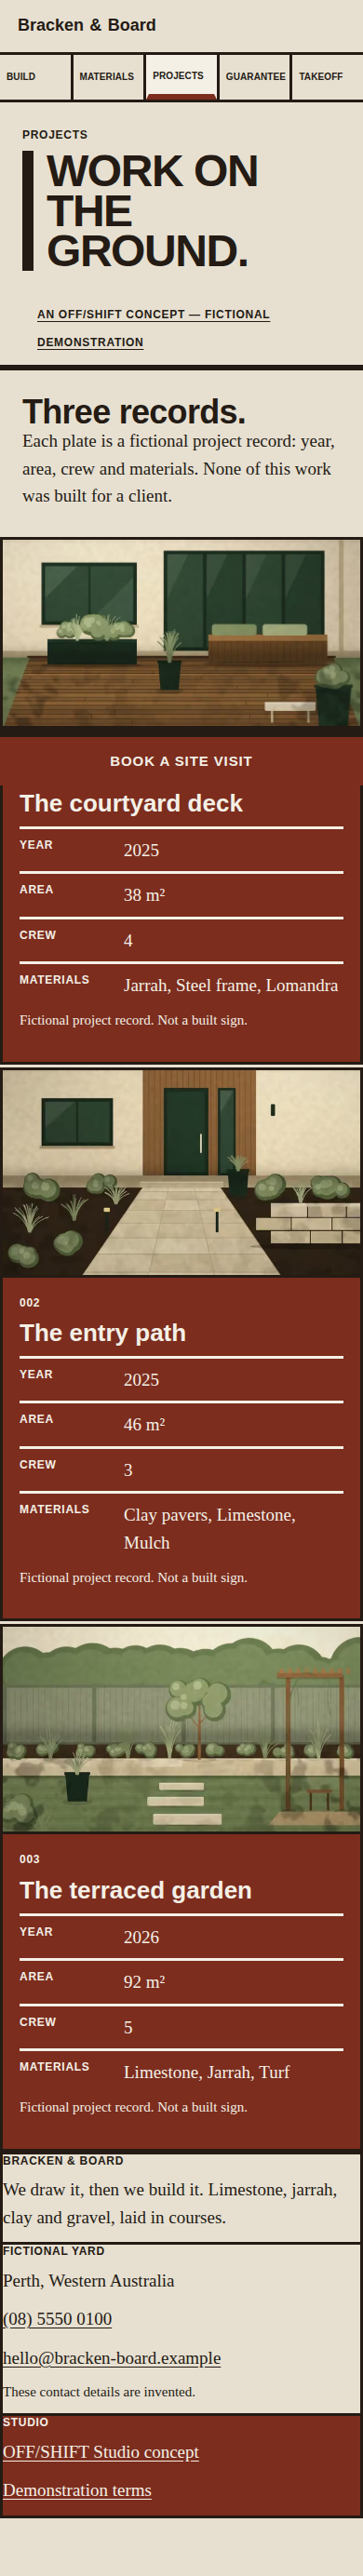 Bracken & Board
BUILD
MATERIALS
PROJECTS
GUARANTEE
TAKEOFF
PROJECTS
WORK ON
THE
GROUND.
AN OFF/SHIFT CONCEPT — FICTIONAL
DEMONSTRATION
Three records.
Each plate is a fictional project record: year,
area, crew and materials. None of this work
was built for a client.
BOOK A SITE VISIT
The courtyard deck
YEAR 2025
AREA 38 m²
CREW 4
MATERIALS Jarrah, Steel frame, Lomandra
Fictional project record. Not a built sign.
002
The entry path
YEAR 2025
AREA 46 m²
CREW 3
MATERIALS Clay pavers, Limestone,
Mulch
Fictional project record. Not a built sign.
003
The terraced garden
YEAR 2026
AREA 92 m²
CREW 5
MATERIALS Limestone, Jarrah, Turf
Fictional project record. Not a built sign.
BRACKEN & BOARD
We draw it, then we build it. Limestone, jarrah,
clay and gravel, laid in courses.
FICTIONAL YARD
Perth, Western Australia
(08) 5550 0100
hello@bracken-board.example
These contact details are invented.
STUDIO
OFF/SHIFT Studio concept
Demonstration terms